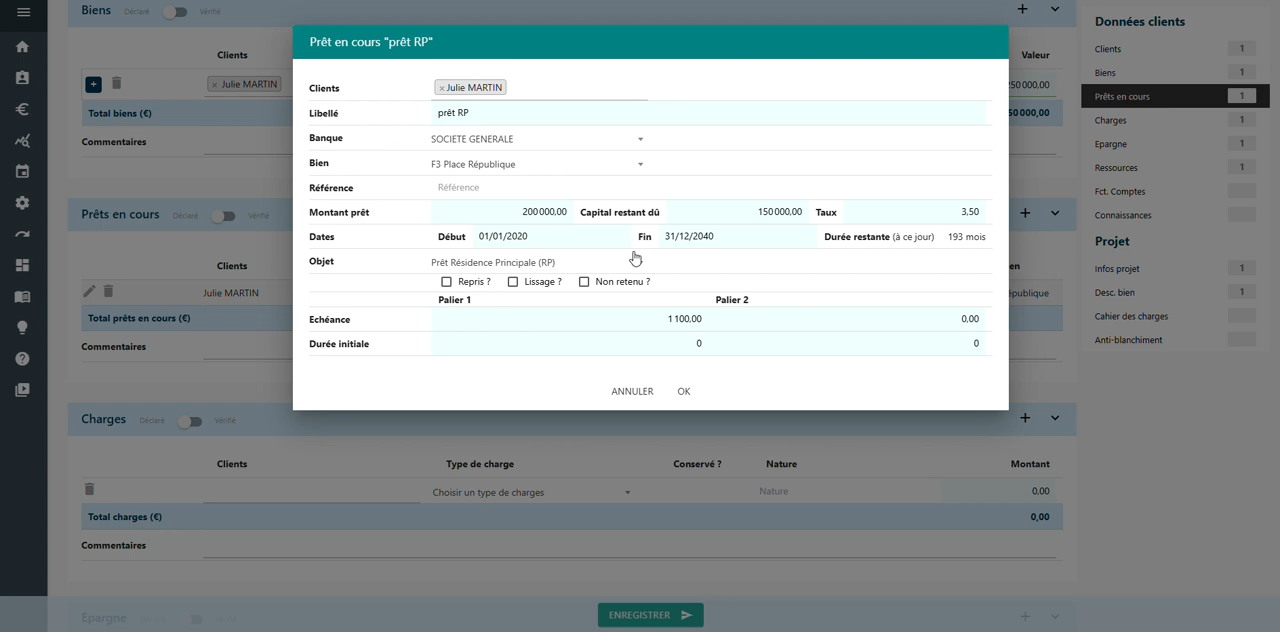 Biens Déclaré Vérifié
Données clients
Clients 1
Biens 1
Prêts en cours 1
Charges 1
Epargne 1
Ressources 1
Fct. Comptes
Connaissances
Projet
Infos projet 1
Desc. bien 1
Cahier des charges
Anti-blanchiment
Clients Valeur
× Julie MARTIN 250 000,00
Total biens (€) 50 000,00
Commentaires
Prêt en cours "prêt RP"
Clients × Julie MARTIN
Libellé prêt RP
Banque SOCIETE GENERALE
Bien F3 Place République
Référence Référence
Montant prêt 200 000,00 Capital restant dû 150 000,00 Taux 3,50
Dates Début 01/01/2020 Fin 31/12/2040 Durée restante (à ce jour) 193 mois
Objet Prêt Résidence Principale (RP)
Repris ? Lissage ? Non retenu ?
Palier 1 Palier 2
Echéance 1 100,00 0,00
Durée initiale 0 0
ANNULER OK
Prêts en cours Déclaré Vérifié
Clients en
Julie MARTIN épublique
Total prêts en cours (€)
Commentaires
Charges Déclaré Vérifié
Clients Type de charge Conservé ? Nature Montant
Choisir un type de charges Nature 0,00
Total charges (€) 0,00
Commentaires
Epargne
ENREGISTRER